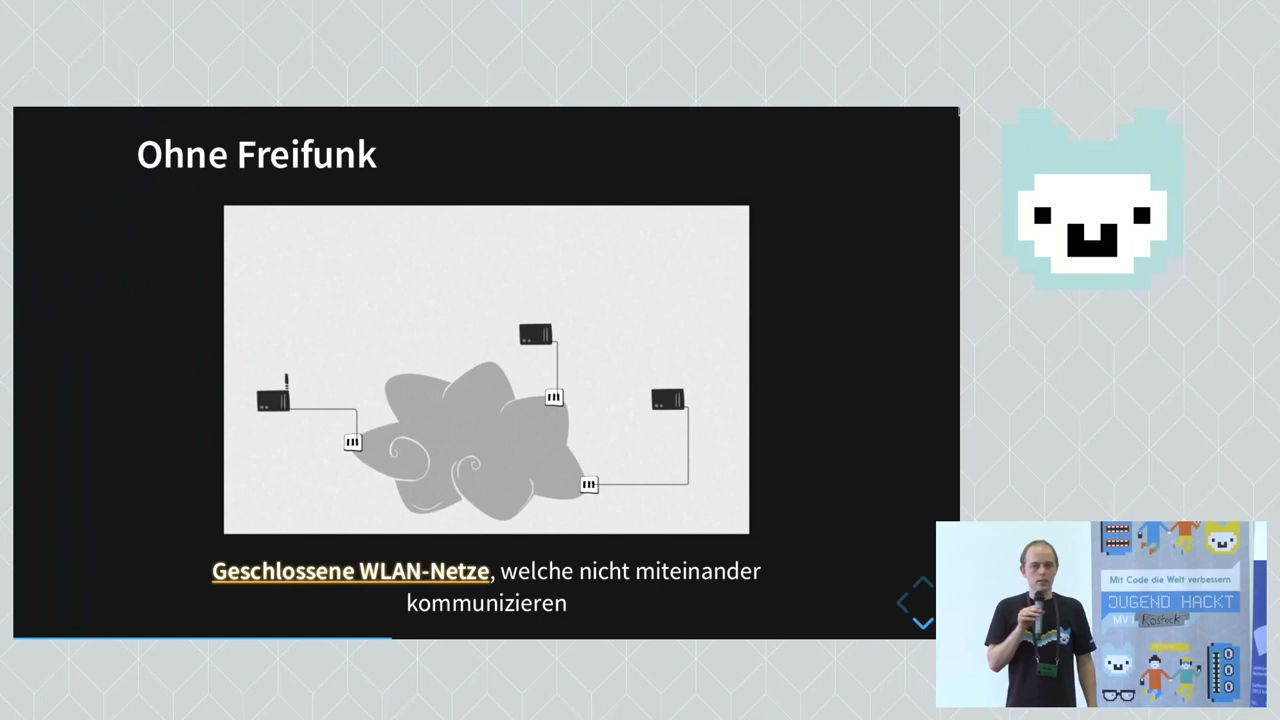 Ohne Freifunk
Geschlossene WLAN-Netze, welche nicht miteinander
kommunizieren
Mit Code die Welt verbessern
JUGEND HACKT
MV |
Rostock